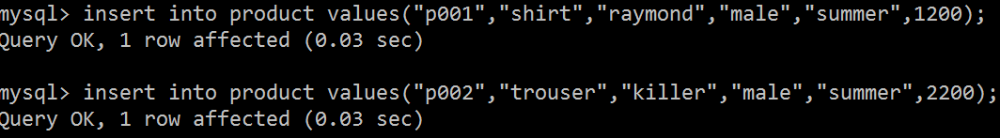 mysql> insert into product values("p001","shirt","raymond","male","summer",1200);
Query OK, 1 row affected (0.03 sec)
mysql> insert into product values("p002","trouser","killer","male","summer",2200);
Query OK, 1 row affected (0.03 sec)